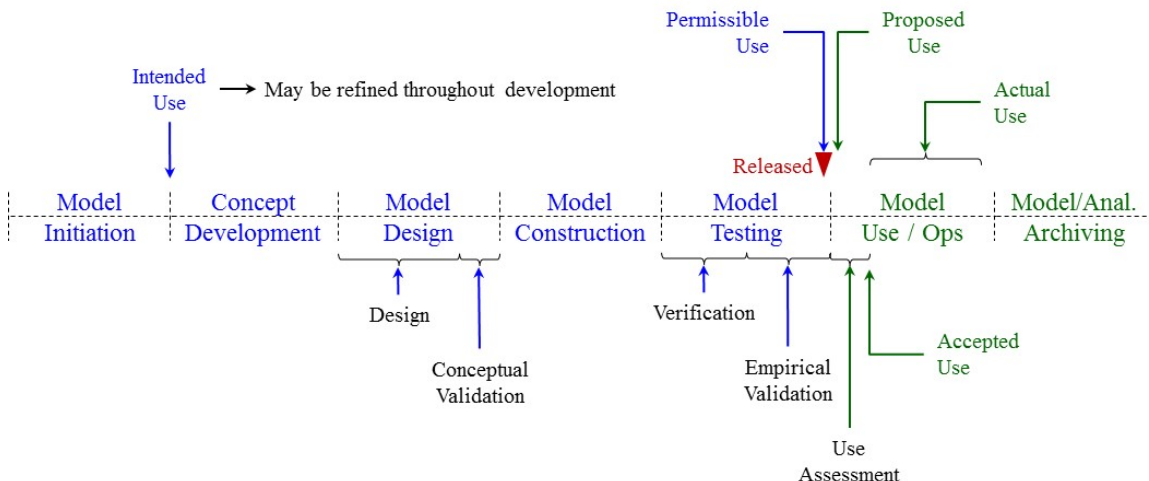 Permissible
Use
Proposed
Use
Intended
Use
May be refined throughout development
Actual
Use
Released
Model
Initiation
Concept
Development
Model
Design
Model
Construction
Model
Testing
Model
Use / Ops
Model/Anal.
Archiving
Design
Verification
Conceptual
Validation
Empirical
Validation
Accepted
Use
Use
Assessment